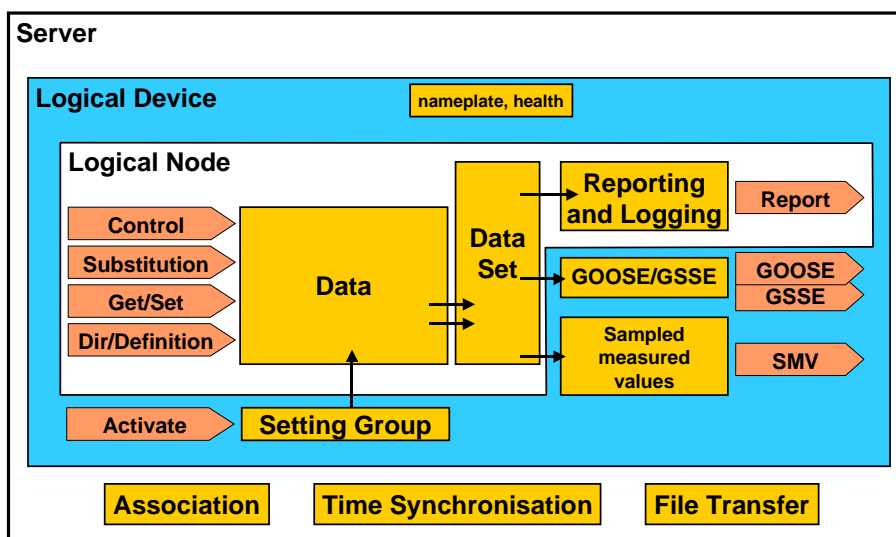 Server
Logical Device
nameplate, health
Logical Node
Control
Substitution
Get/Set
Dir/Definition
Data
Data
Set
Reporting
and Logging
Report
GOOSE/GSSE
GOOSE
GSSE
Sampled
measured
values
SMV
Activate
Setting Group
Association
Time Synchronisation
File Transfer